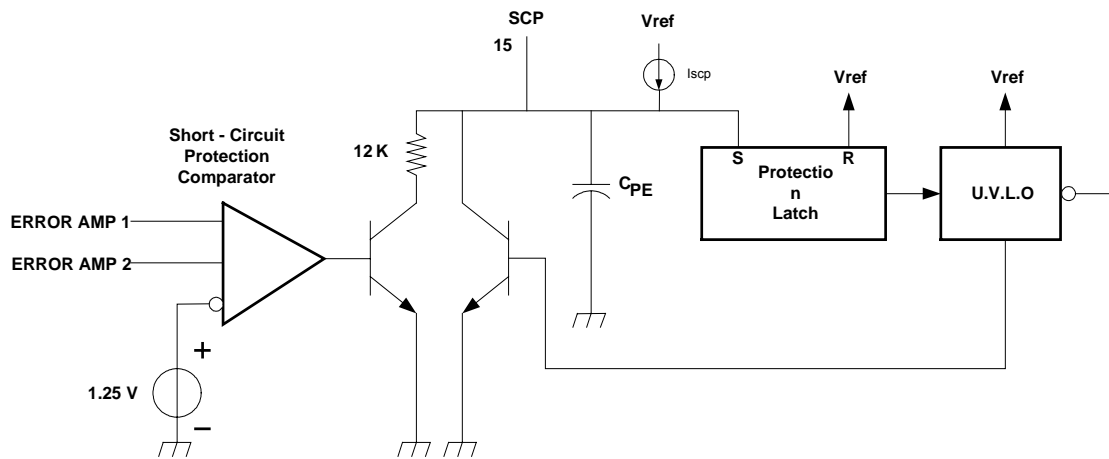 SCP
15
Vref
Iscp
Vref
Vref
Short - Circuit
Protection
Comparator
12 K
CPE
S
R
Protectio
n
Latch
U.V.L.O
ERROR AMP 1
ERROR AMP 2
+
1.25 V
−